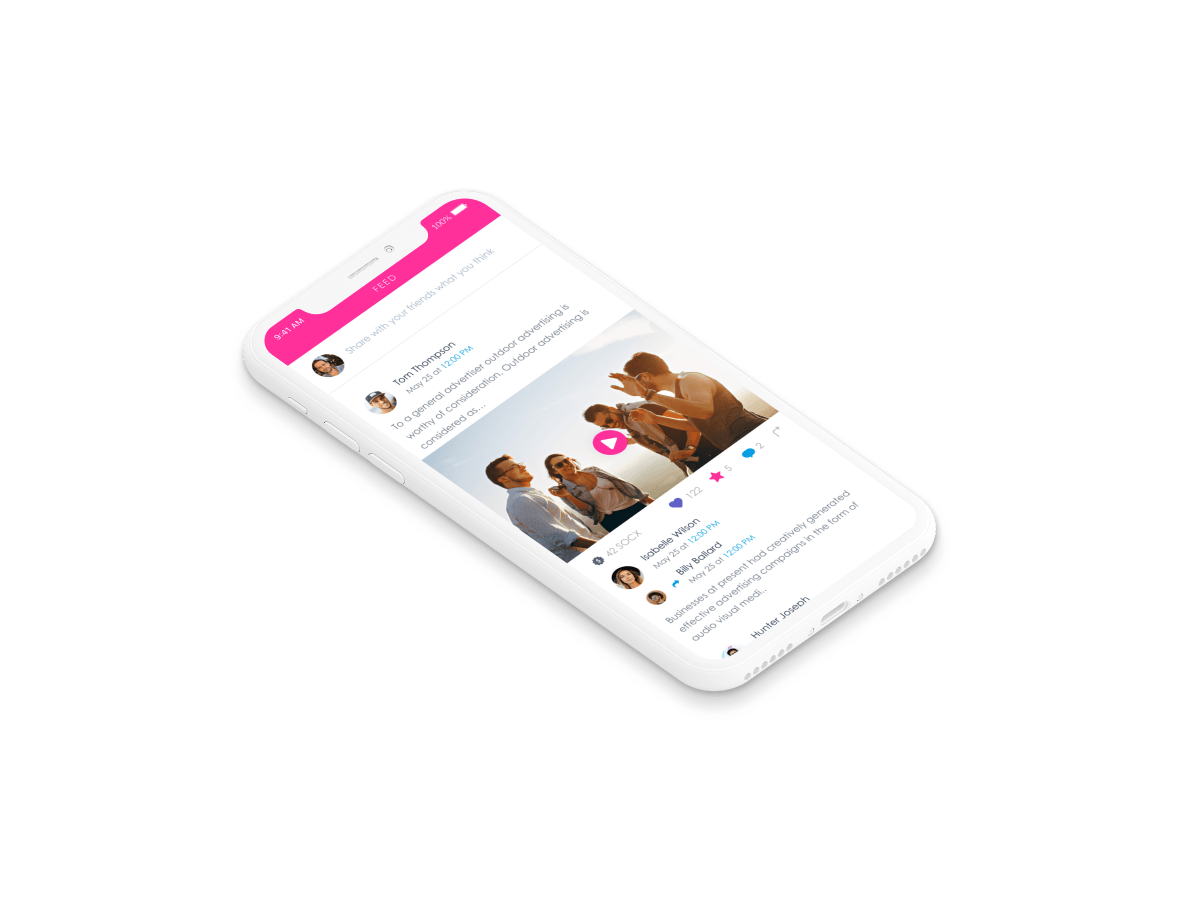 9:41 AM
100%
FEED
Share with your friends what you think
Tom Thompson
May 25 at 12:00 PM
To a general advertiser outdoor advertising is
worthy of consideration. Outdoor advertising is
considered as...
42 SOCX
122
5
2
Isabelle Wilson
May 25 at 12:00 PM
Billy Ballard
May 25 at 12:00 PM
Businesses at present had creatively generated
effective advertising campaigns in the form of
audio visual medi...
Hunter Joseph